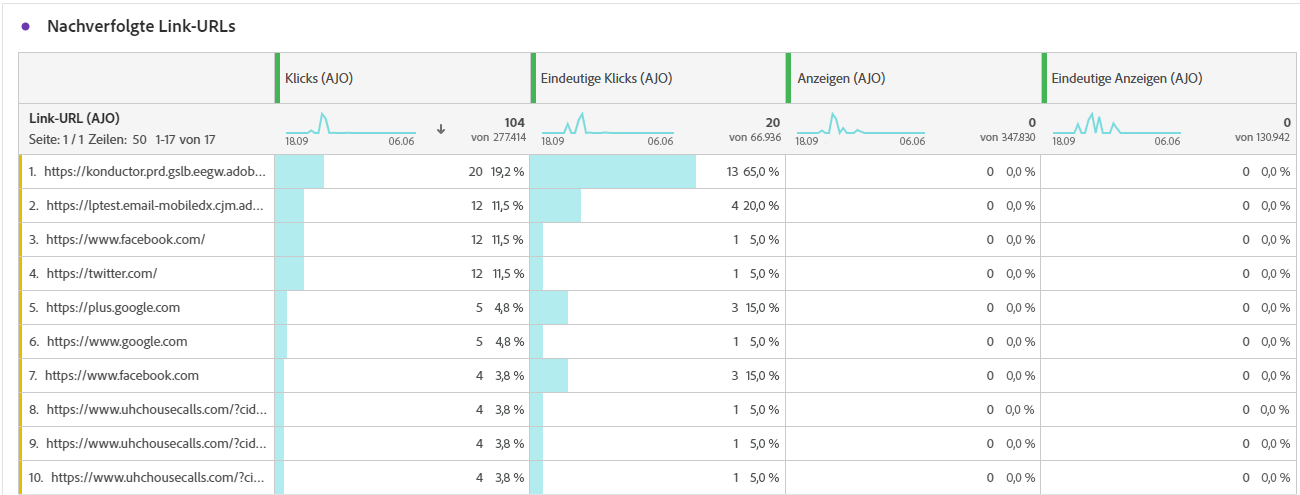 Nachverfolgte Link-URLs
Klicks (AJO) Eindeutige Klicks (AJO) Anzeigen (AJO) Eindeutige Anzeigen (AJO)
Link-URL (AJO) 104 20 0 0
Seite: 1 / 1 Zeilen: 50 1-17 von 17 von 277.414 von 66.936 von 347.830 von 130.942
18.09 06.06 18.09 06.06 18.09 06.06 18.09 06.06
1. https://konductor.prd.gslb.eegw.adob... 20 19,2 % 13 65,0 % 0 0,0 % 0 0,0 %
2. https://lptest.email-mobiledx.cjm.ad... 12 11,5 % 4 20,0 % 0 0,0 % 0 0,0 %
3. https://www.facebook.com/ 12 11,5 % 1 5,0 % 0 0,0 % 0 0,0 %
4. https://twitter.com/ 12 11,5 % 1 5,0 % 0 0,0 % 0 0,0 %
5. https://plus.google.com 5 4,8 % 3 15,0 % 0 0,0 % 0 0,0 %
6. https://www.google.com 5 4,8 % 1 5,0 % 0 0,0 % 0 0,0 %
7. https://www.facebook.com 4 3,8 % 3 15,0 % 0 0,0 % 0 0,0 %
8. https://www.uhchousecalls.com/?cid... 4 3,8 % 1 5,0 % 0 0,0 % 0 0,0 %
9. https://www.uhchousecalls.com/?cid... 4 3,8 % 1 5,0 % 0 0,0 % 0 0,0 %
10. https://www.uhchousecalls.com/?ci... 4 3,8 % 1 5,0 % 0 0,0 % 0 0,0 %